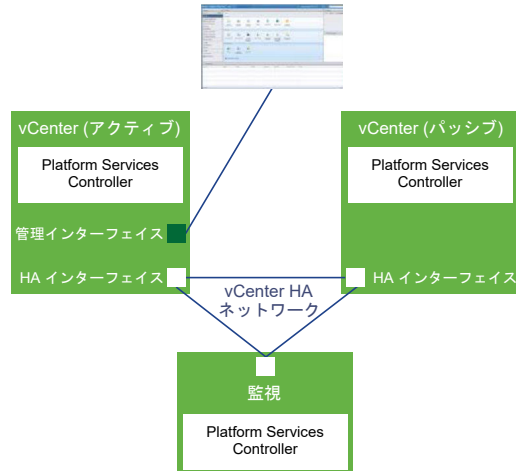 vCenter (アクティブ)
Platform Services
Controller
管理インターフェイス
HA インターフェイス
vCenter (パッシブ)
Platform Services
Controller
HA インターフェイス
vCenter HA
ネットワーク
監視
Platform Services
Controller